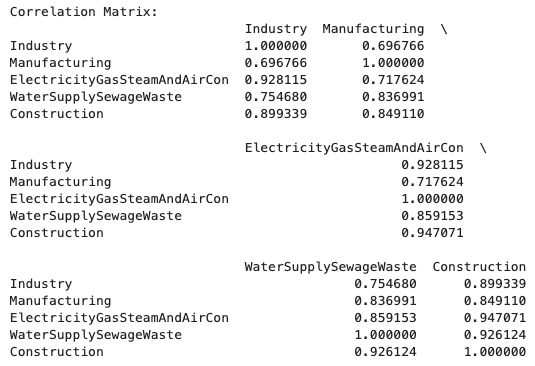 Correlation Matrix:
Industry Manufacturing \
Industry 1.000000 0.696766
Manufacturing 0.696766 1.000000
ElectricityGasSteamAndAirCon 0.928115 0.717624
WaterSupplySewageWaste 0.754680 0.836991
Construction 0.899339 0.849110
ElectricityGasSteamAndAirCon \
Industry 0.928115
Manufacturing 0.717624
ElectricityGasSteamAndAirCon 1.000000
WaterSupplySewageWaste 0.859153
Construction 0.947071
WaterSupplySewageWaste Construction
Industry 0.754680 0.899339
Manufacturing 0.836991 0.849110
ElectricityGasSteamAndAirCon 0.859153 0.947071
WaterSupplySewageWaste 1.000000 0.926124
Construction 0.926124 1.000000